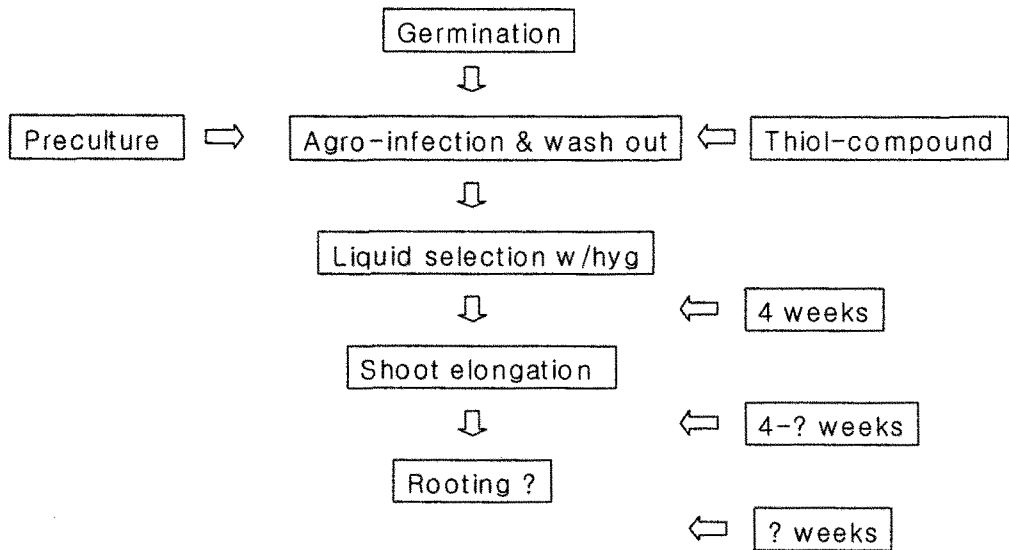 Germination
Preculture
Agro-infection & wash out
Thiol-compound
Liquid selection w/hyg
4 weeks
Shoot elongation
4-? weeks
Rooting ?
? weeks